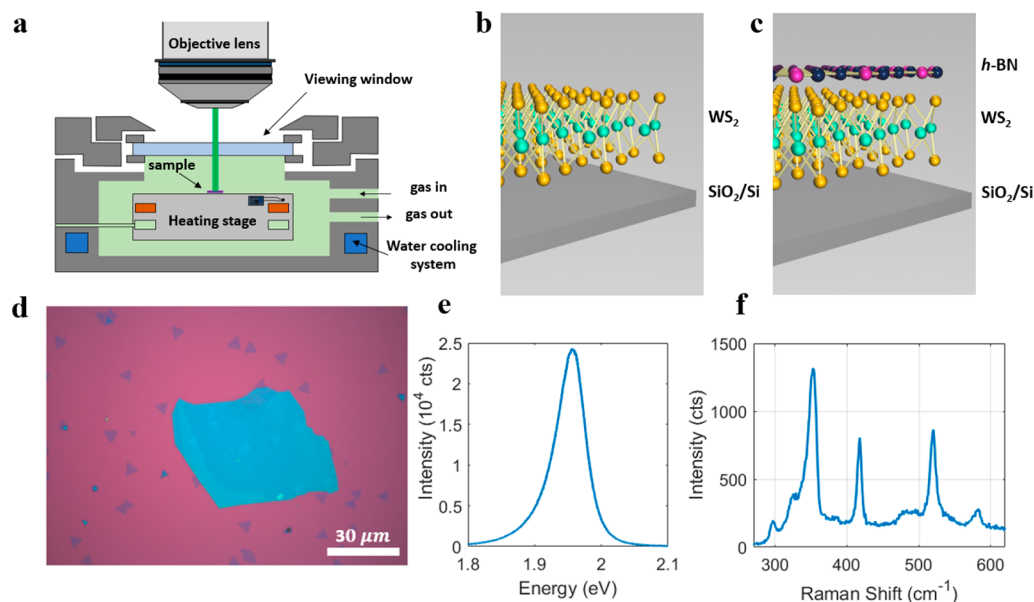 a
Objective lens
Viewing window
sample
gas in
gas out
Heating stage
Water cooling
system
b
WS₂
SiO₂/Si
c
h-BN
WS₂
SiO₂/Si
d
30 μm
e
Intensity (10⁴ cts)
2.5
2
1.5
1
0.5
0
1.8
1.9
2
2.1
Energy (eV)
f
Intensity (cts)
1500
1000
500
0
300
400
500
600
Raman Shift (cm⁻¹)